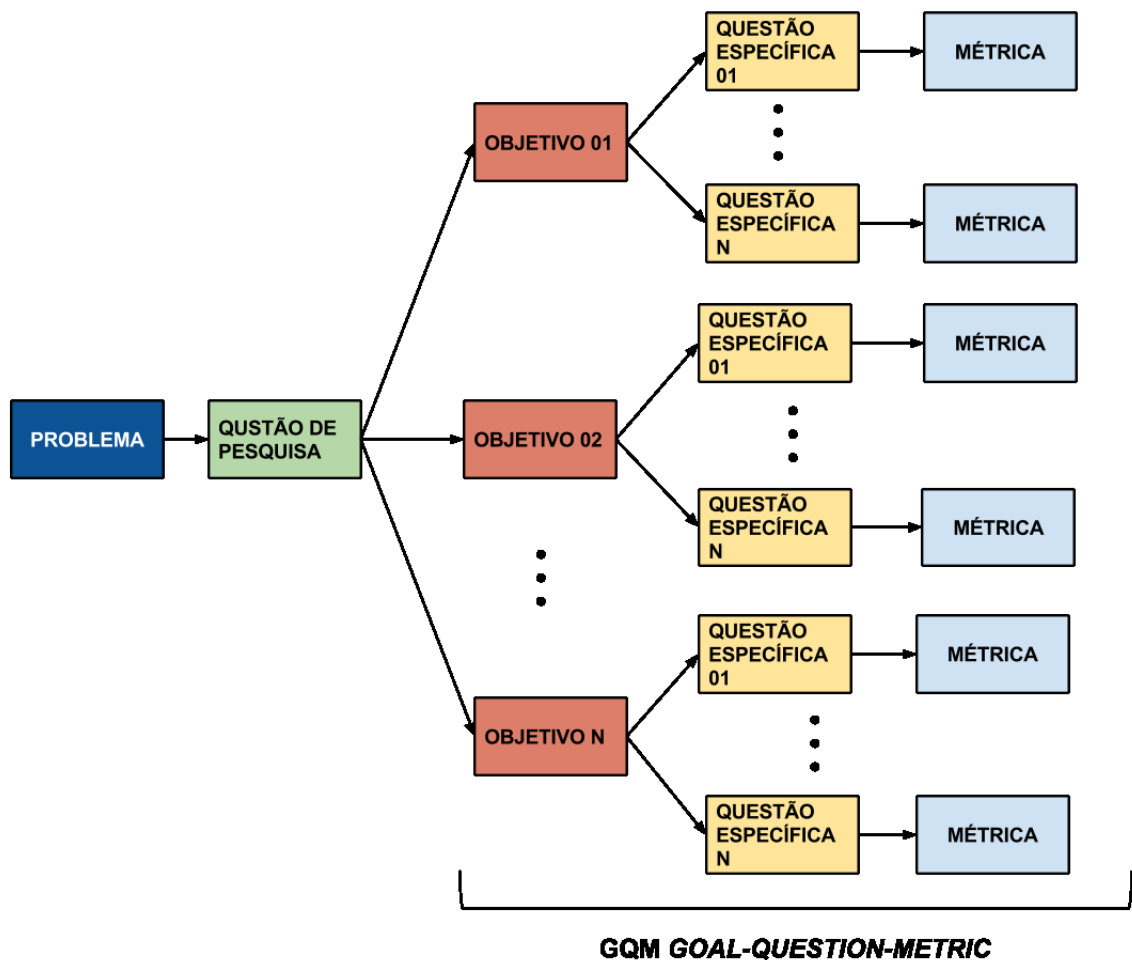 QUESTÃO
ESPECÍFICA
01
MÉTRICA
OBJETIVO 01
QUESTÃO
ESPECÍFICA
N
MÉTRICA
QUESTÃO
ESPECÍFICA
01
MÉTRICA
PROBLEMA
QUSTÃO DE
PESQUISA
OBJETIVO 02
QUESTÃO
ESPECÍFICA
N
MÉTRICA
QUESTÃO
ESPECÍFICA
01
MÉTRICA
OBJETIVO N
QUESTÃO
ESPECÍFICA
N
MÉTRICA
GQM GOAL-QUESTION-METRIC